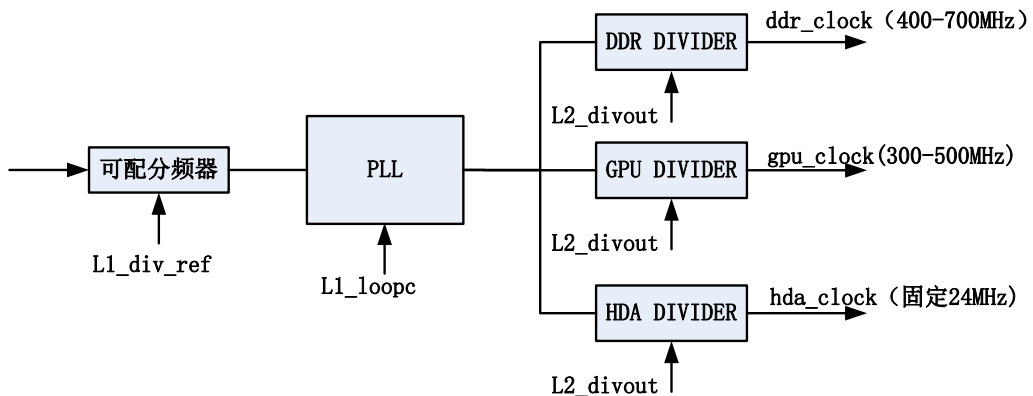 ddr_clock（400-700MHz）
DDR DIVIDER
L2_divout
可配分频器
PLL
GPU DIVIDER
gpu_clock(300-500MHz)
L2_divout
L1_div_ref
L1_loopc
HDA DIVIDER
hda_clock（固定24MHz)
L2_divout